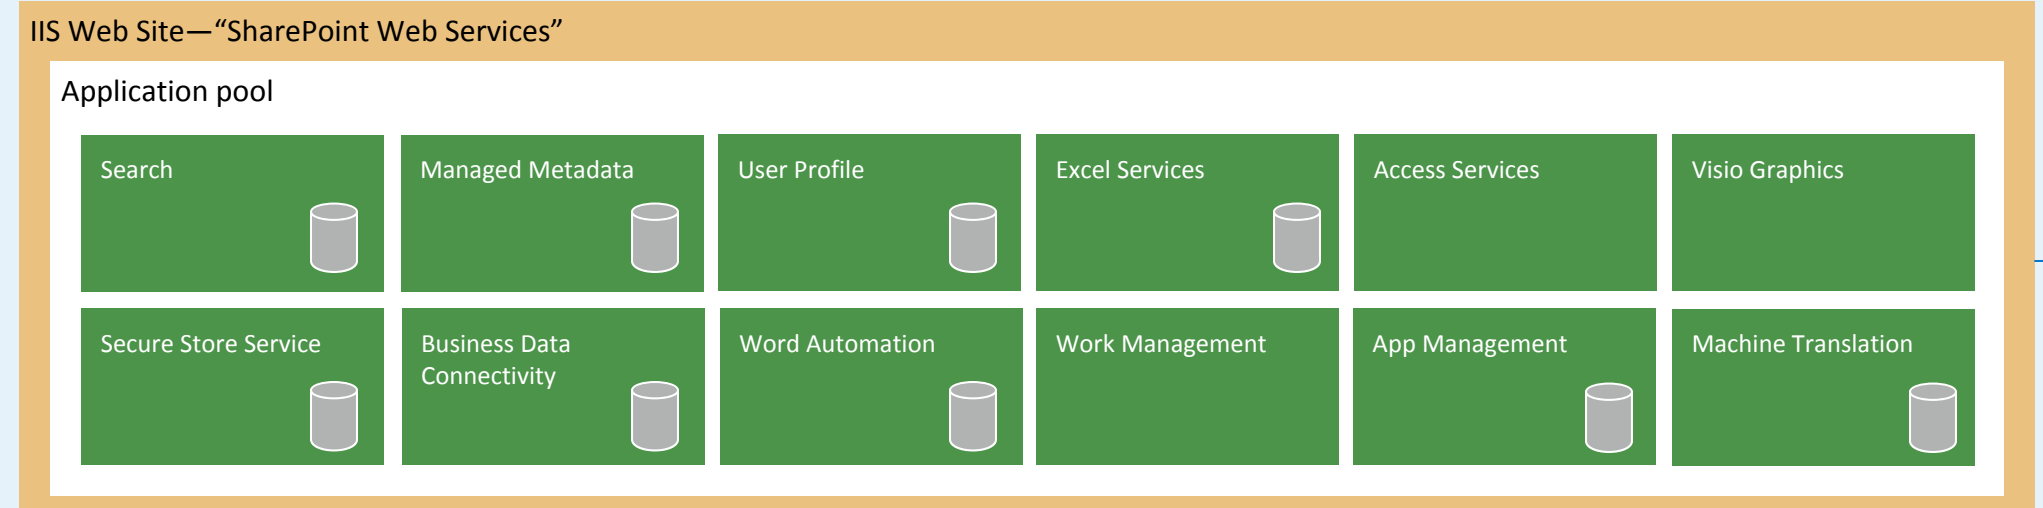 IIS Web Site—“SharePoint Web Services”
Application pool
Search
Managed Metadata
User Profile
Excel Services
Access Services
Visio Graphics
Secure Store Service
Business Data
Connectivity
Word Automation
Work Management
App Management
Machine Translation